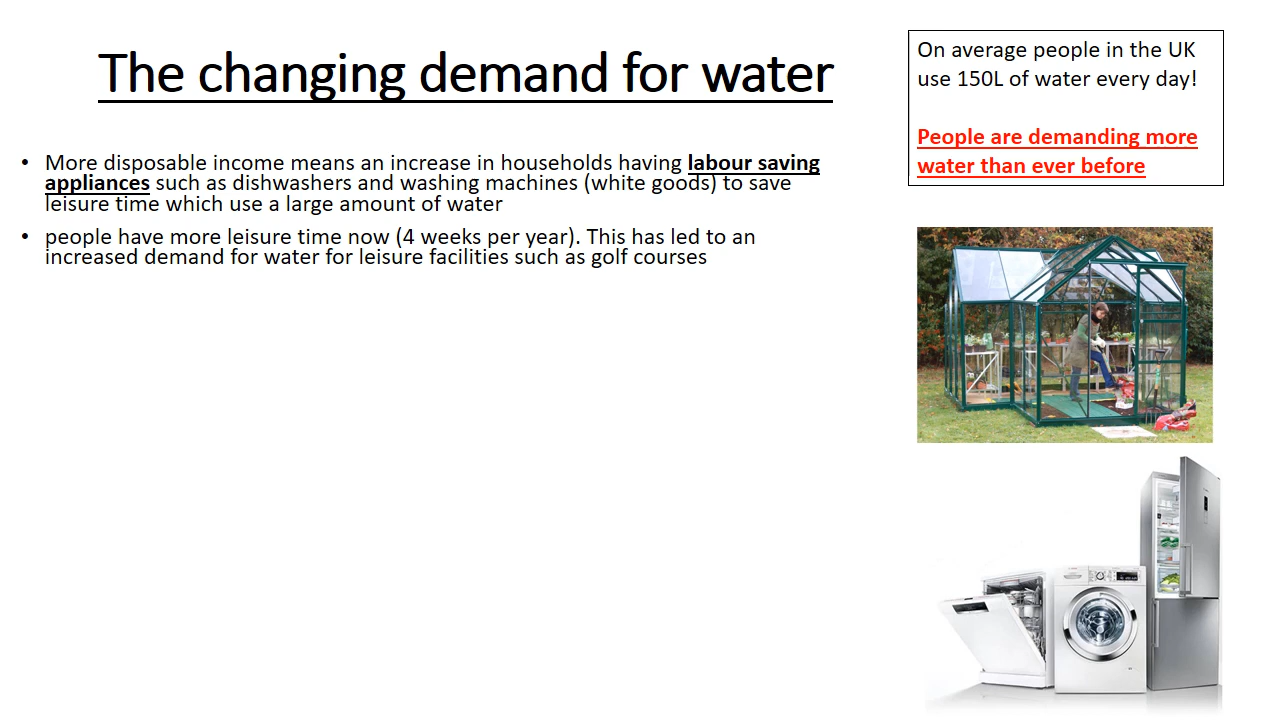 The changing demand for water
On average people in the UK
use 150L of water every day!
People are demanding more
water than ever before
• More disposable income means an increase in households having labour saving
appliances such as dishwashers and washing machines (white goods) to save
leisure time which use a large amount of water
• people have more leisure time now (4 weeks per year). This has led to an
increased demand for water for leisure facilities such as golf courses